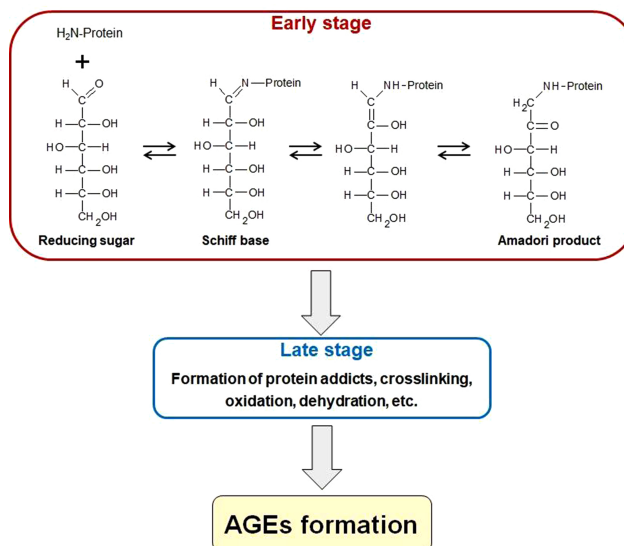 Early stage
H₂N-Protein
+
H O
C
H—C—OH
HO—C—H
H—C—OH
H—C—OH
CH₂OH
Reducing sugar
H N—Protein
C
H—C—OH
HO—C—H
H—C—OH
H—C—OH
CH₂OH
Schiff base
H NH-Protein
C
C—OH
HO—C—H
H—C—OH
H—C—OH
CH₂OH
NH-Protein
H₂C
C=O
HO—C—H
H—C—OH
H—C—OH
CH₂OH
Amadori product
Late stage
Formation of protein addicts, crosslinking,
oxidation, dehydration, etc.
AGEs formation